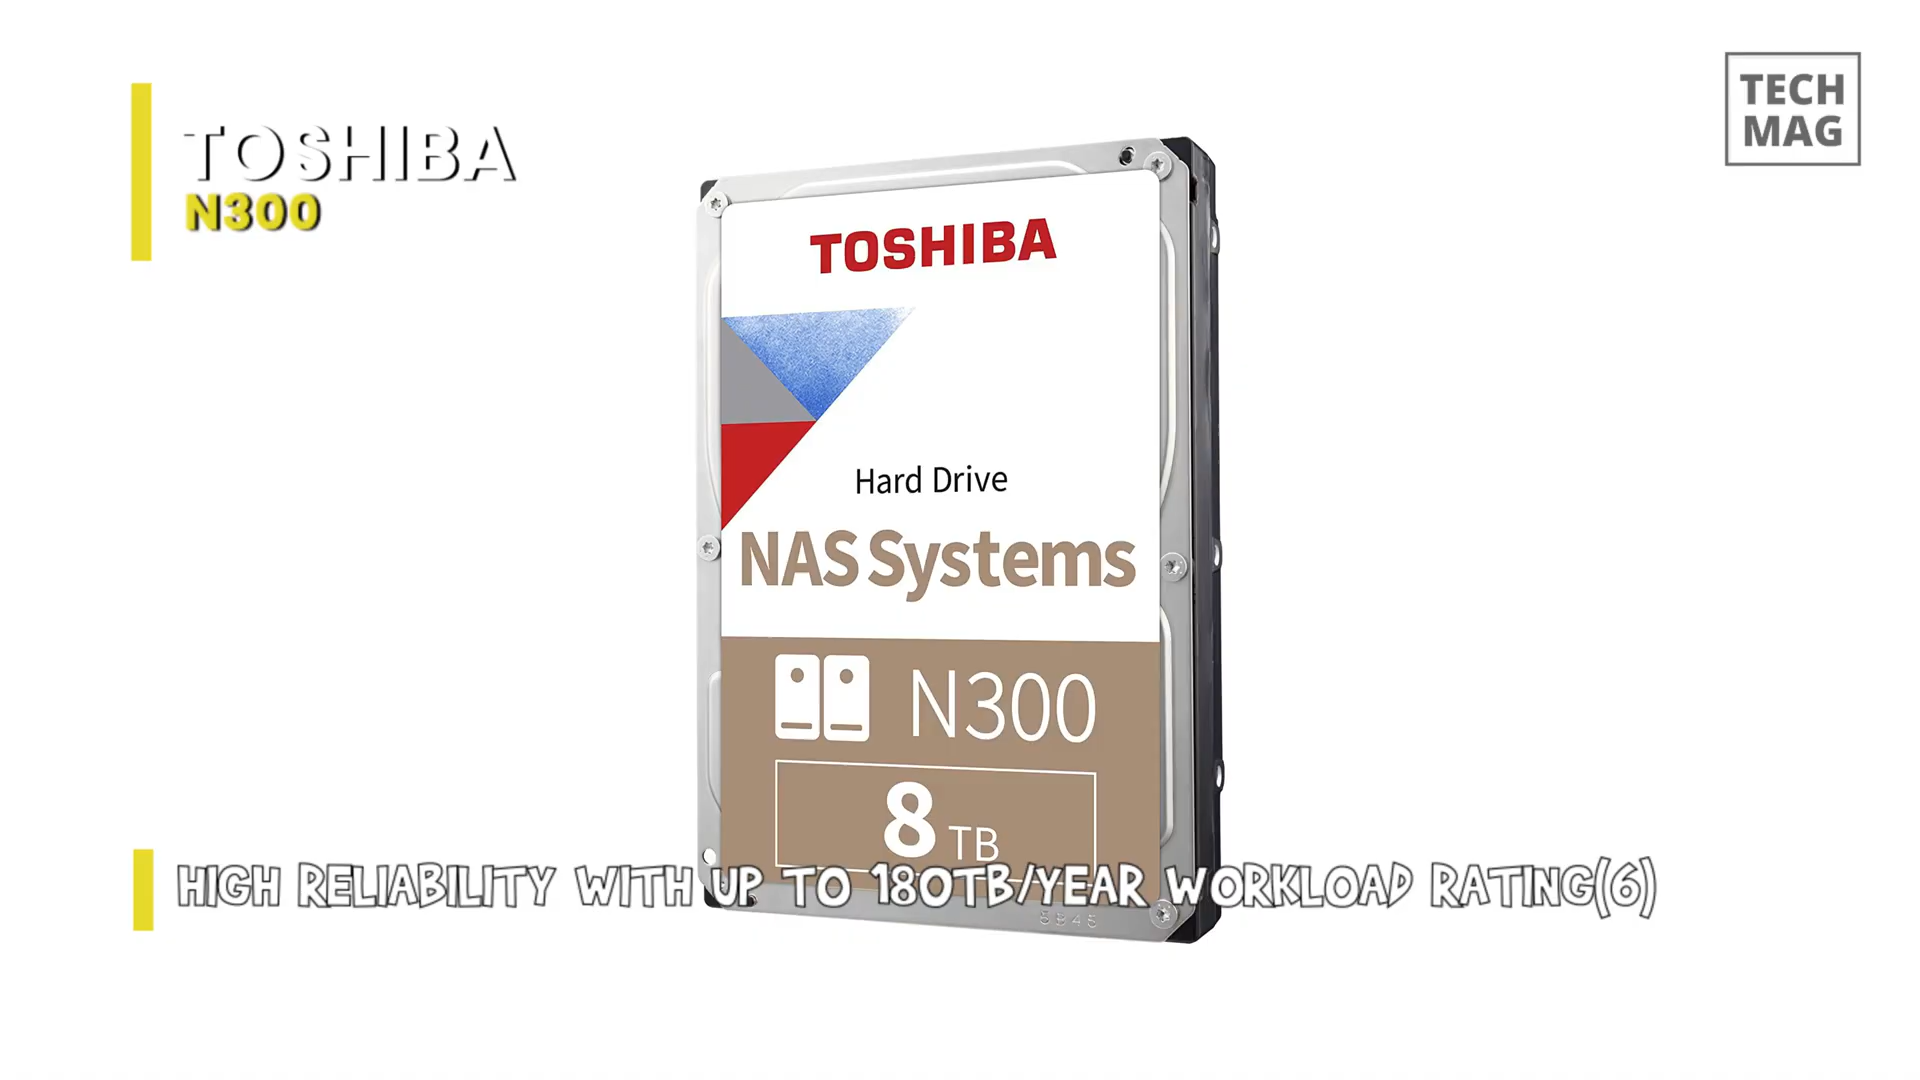 TOSHIBA
N300
TECH
MAG
TOSHIBA
Hard Drive
NAS Systems
N300
8 TB
HIGH RELIABILITY WITH UP TO 180TB/YEAR WORKLOAD RATING(6)